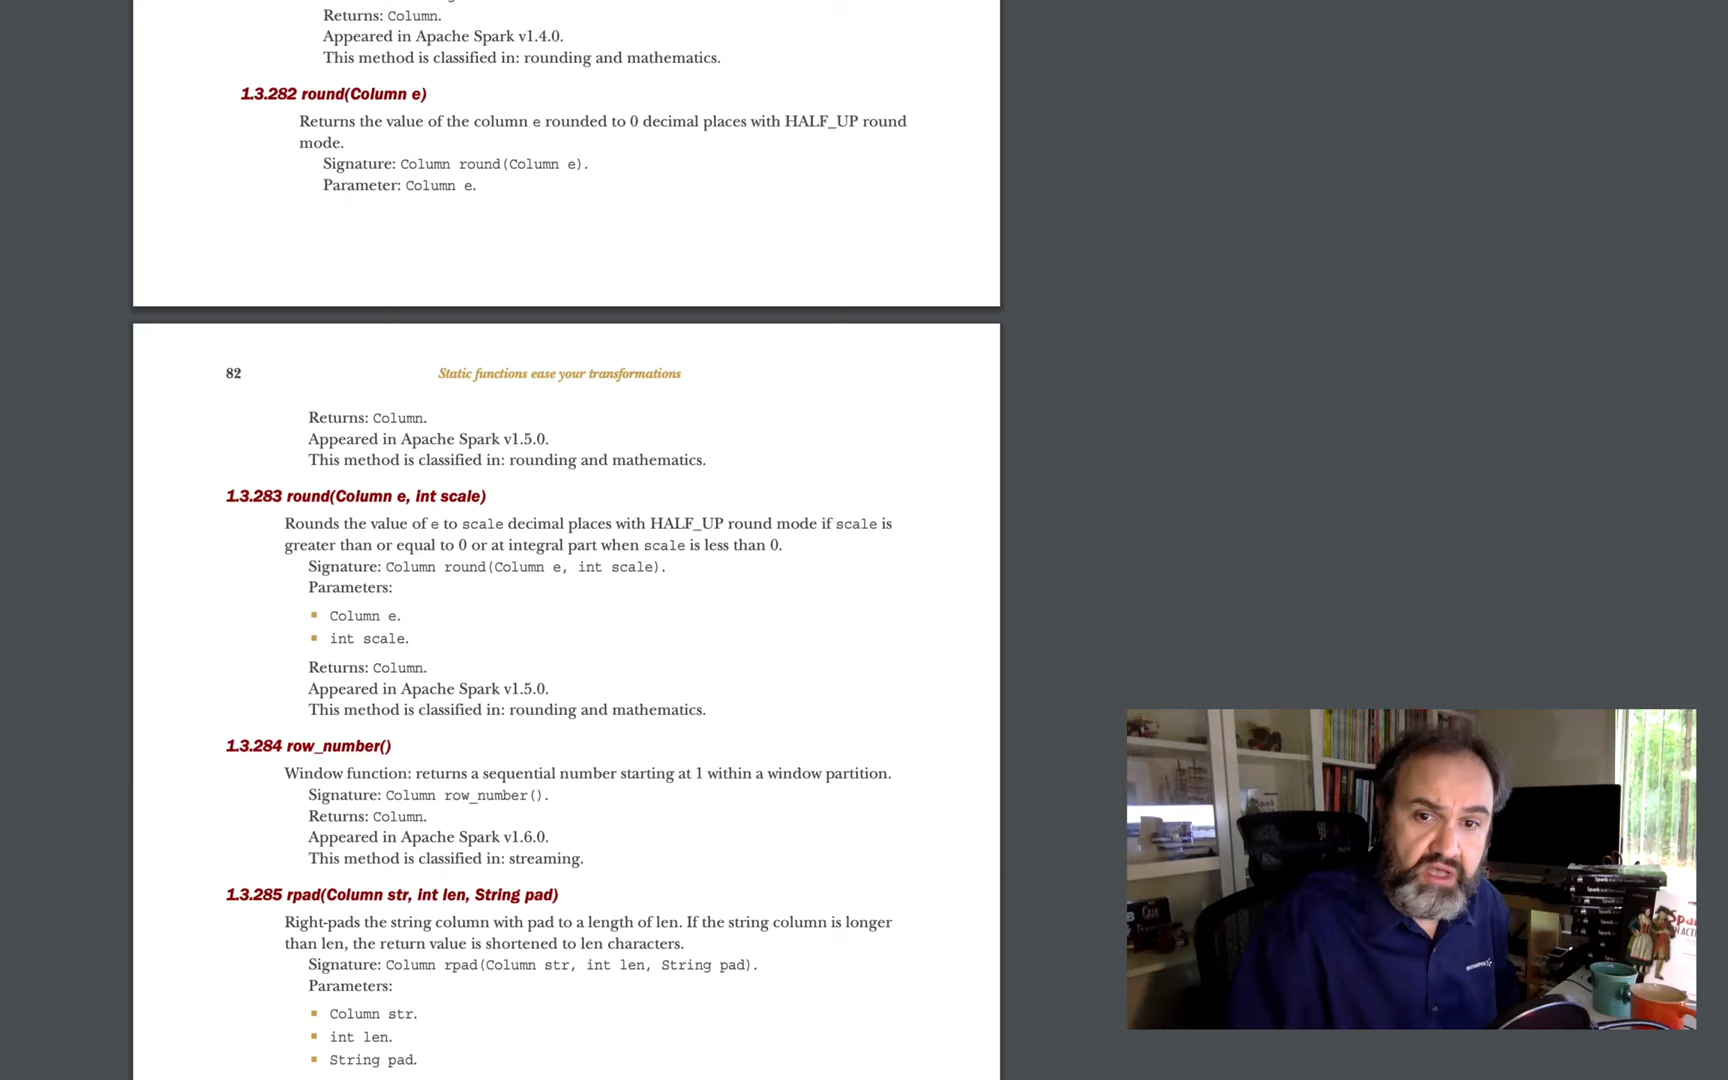 Returns: Column.
Appeared in Apache Spark v1.4.0.
This method is classified in: rounding and mathematics.
1.3.282 round(Column e)
Returns the value of the column e rounded to 0 decimal places with HALF_UP round
mode.
Signature: Column round(Column e).
Parameter: Column e.
82
Static functions ease your transformations
Returns: Column.
Appeared in Apache Spark v1.5.0.
This method is classified in: rounding and mathematics.
1.3.283 round(Column e, int scale)
Rounds the value of e to scale decimal places with HALF_UP round mode if scale is
greater than or equal to 0 or at integral part when scale is less than 0.
Signature: Column round(Column e, int scale).
Parameters:
Column e.
int scale.
Returns: Column.
Appeared in Apache Spark v1.5.0.
This method is classified in: rounding and mathematics.
1.3.284 row_number()
Window function: returns a sequential number starting at 1 within a window partition.
Signature: Column row_number().
Returns: Column.
Appeared in Apache Spark v1.6.0.
This method is classified in: streaming.
1.3.285 rpad(Column str, int len, String pad)
Right-pads the string column with pad to a length of len. If the string column is longer
than len, the return value is shortened to len characters.
Signature: Column rpad(Column str, int len, String pad).
Parameters:
Column str.
int len.
String pad.